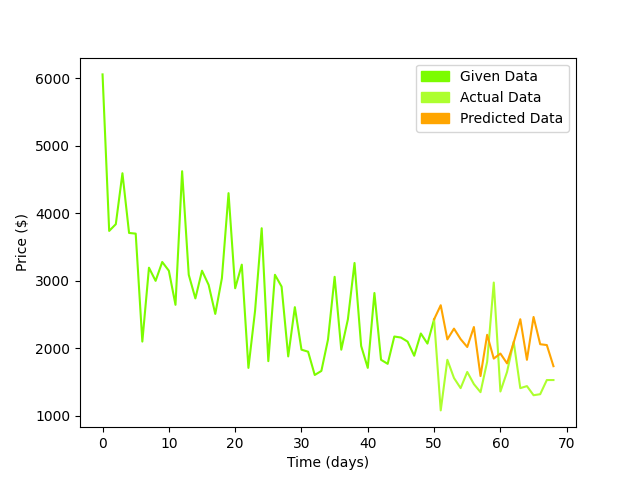 Given Data
Actual Data
Predicted Data
6000
5000
4000
3000
2000
1000
Price ($)
0 10 20 30 40 50 60 70
Time (days)